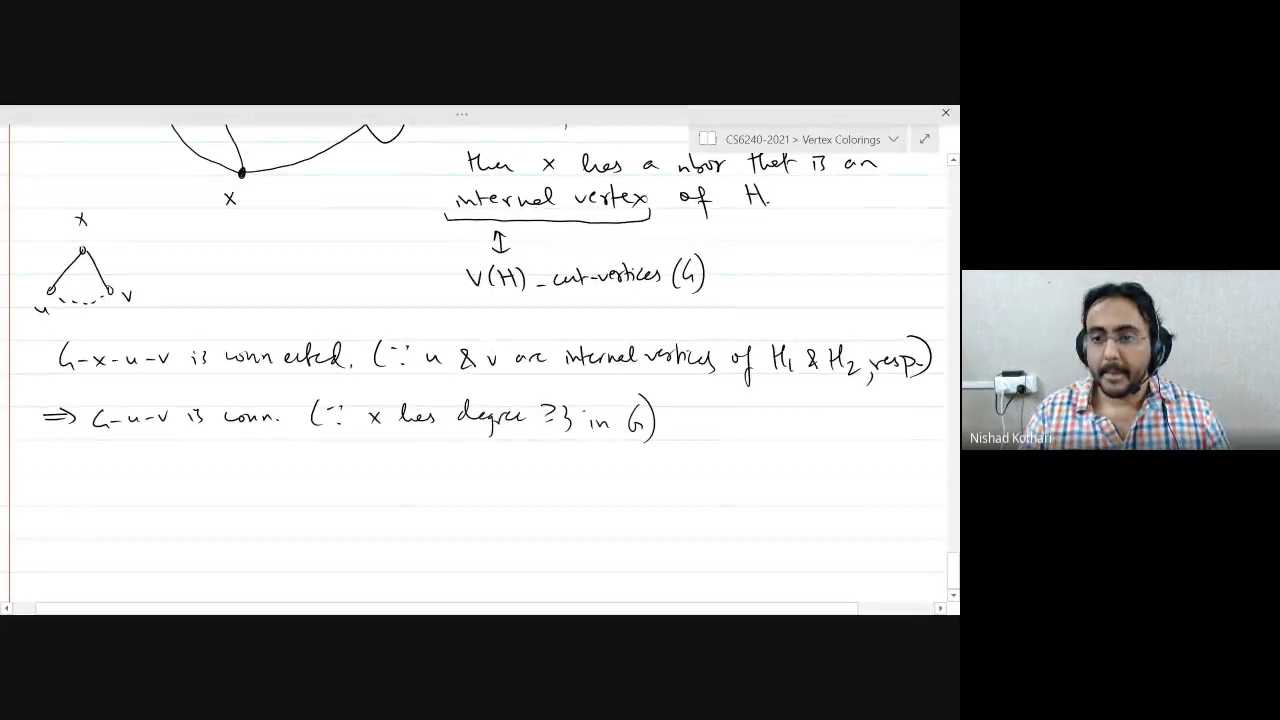 CS6240-2021 > Vertex Colorings
then x has a nbor that is an
internal vertex of H.
x
x
↕
V(H) - cut-vertices (G)
u v
G-x-u-v is connected. (∵ u & v are internal vertices of H₁ & H₂, resp.)
⇒ G-u-v is conn. (∵ x has degree ≥3 in G)
Nishad Kothari